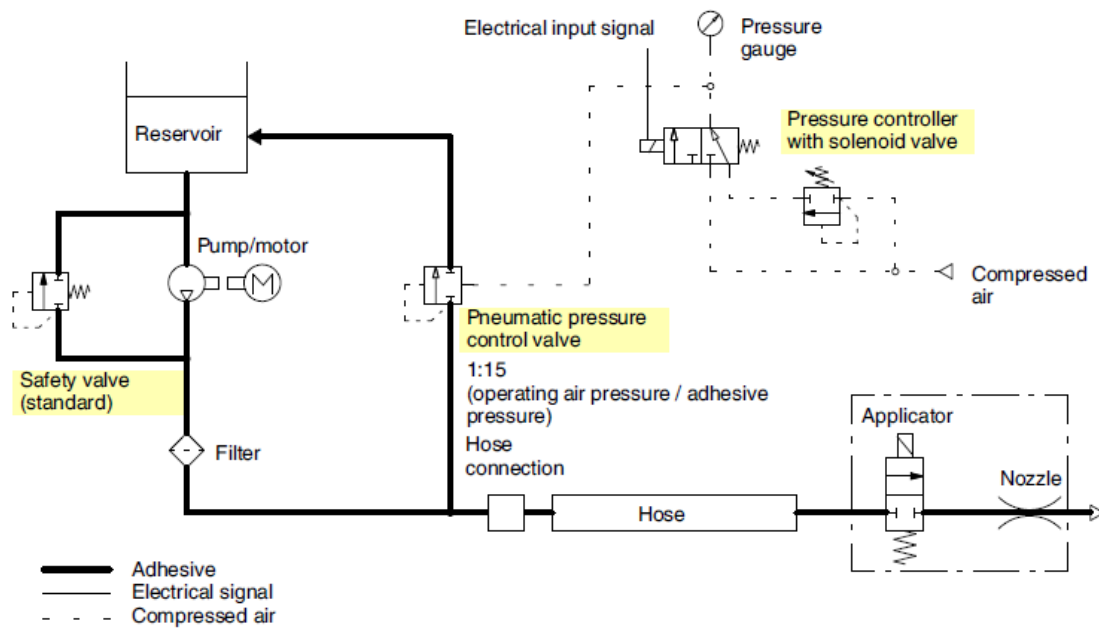 Electrical input signal
Pressure
gauge
Reservoir
Pressure controller
with solenoid valve
Pump/motor
M
Compressed
air
Pneumatic pressure
control valve
Safety valve
(standard)
1:15
(operating air pressure / adhesive
pressure)
Applicator
Filter
Hose
connection
Nozzle
Hose
Adhesive
Electrical signal
Compressed air